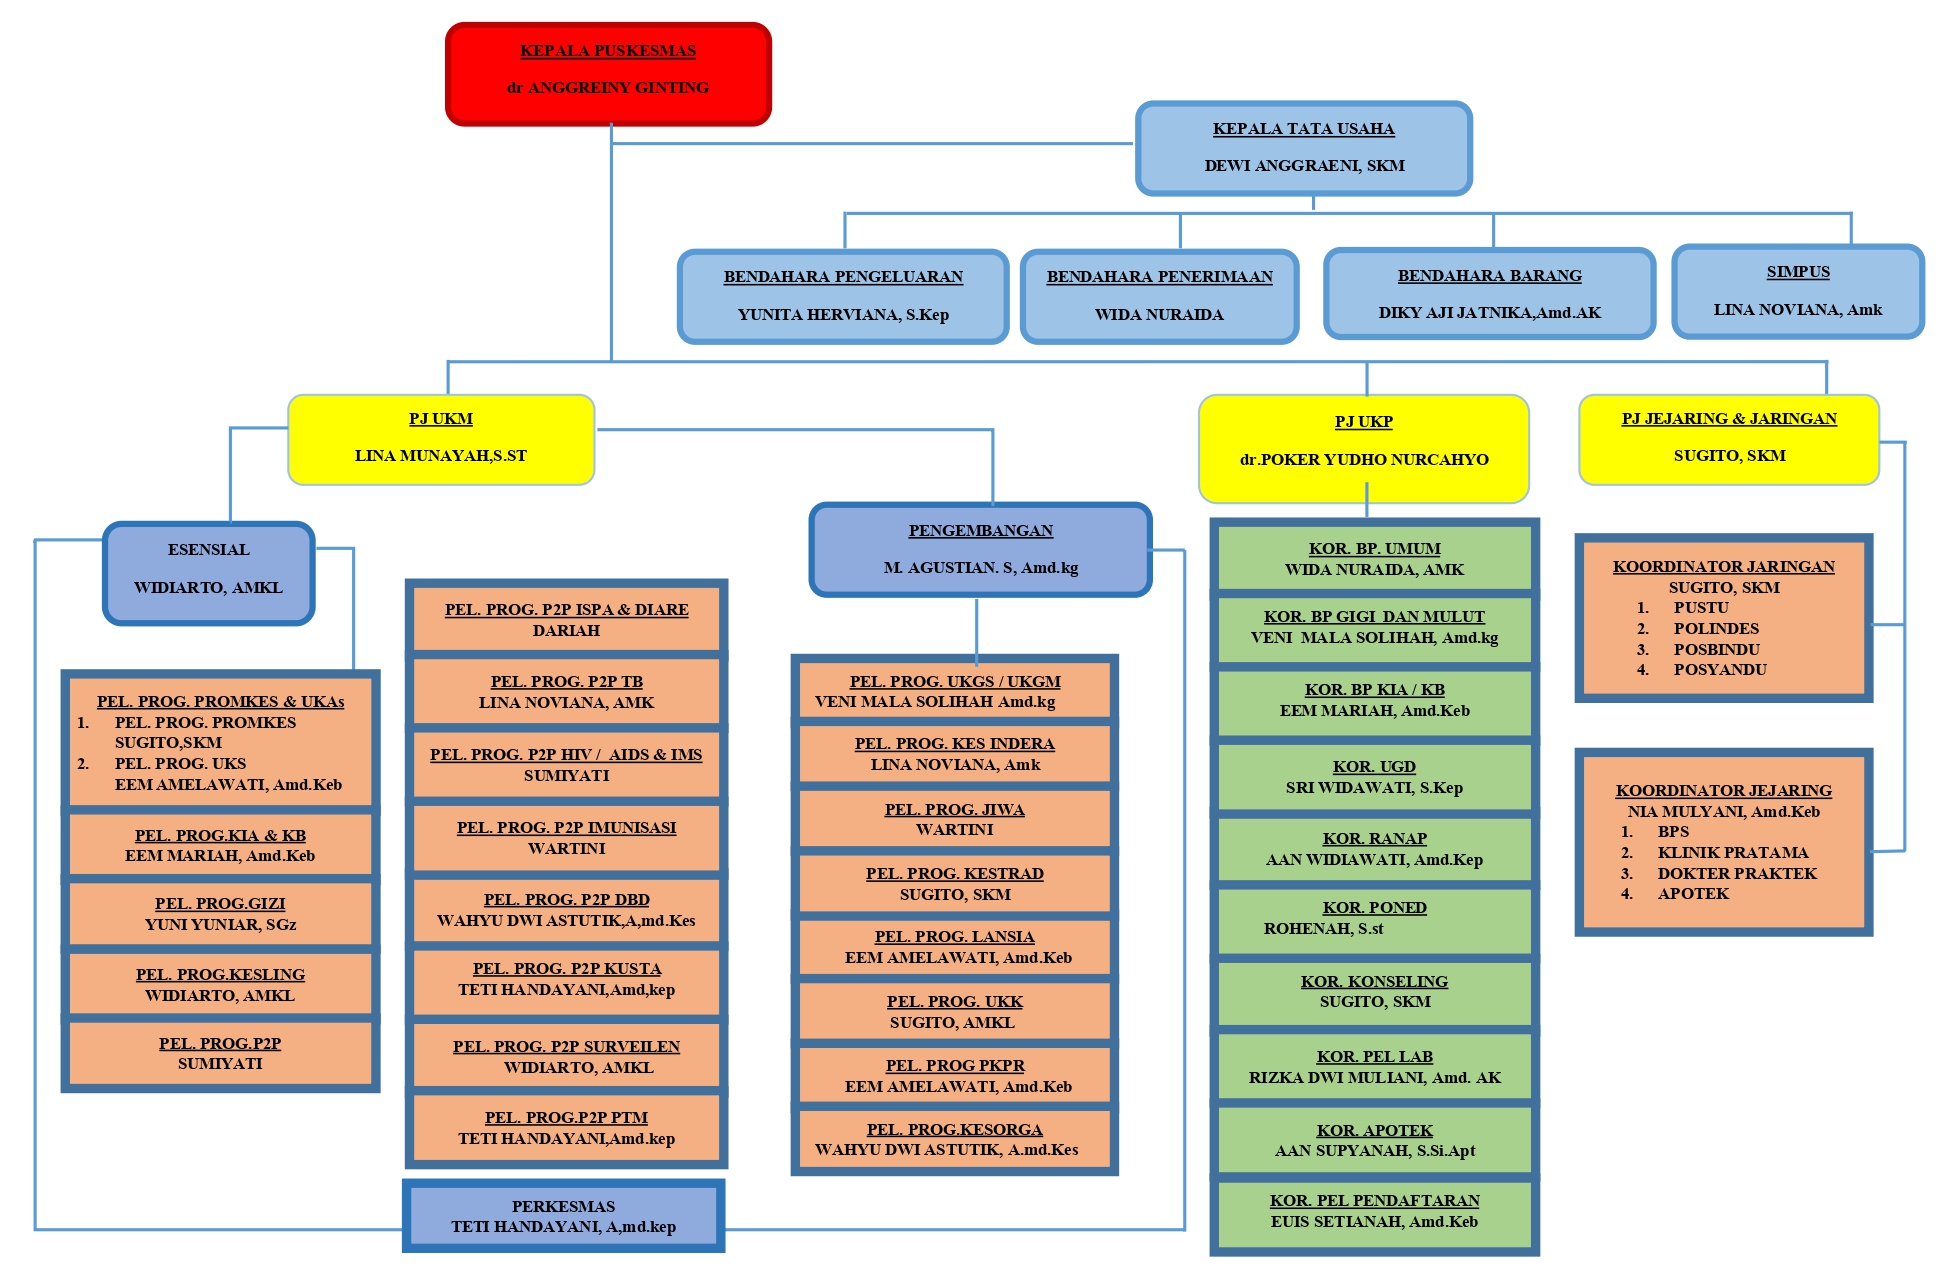 KEPALA PUSKESMAS
dr ANGGREINY GINTING
KEPALA TATA USAHA
DEWI ANGGRAENI, SKM
BENDAHARA PENGELUARAN
YUNITA HERVIANA, S.Kep
BENDAHARA PENERIMAAN
WIDA NURAIDA
BENDAHARA BARANG
DIKY AJI JATNIKA,Amd.AK
SIMPUS
LINA NOVIANA, Amk
PJ UKM
LINA MUNAYAH,S.ST
PJ UKP
dr.POKER YUDHO NURCAHYO
PJ JEJARING & JARINGAN
SUGITO, SKM
ESENSIAL
WIDIARTO, AMKL
PENGEMBANGAN
M. AGUSTIAN. S, Amd.kg
PEL. PROG. PROMKES & UKAs
1. PEL. PROG. PROMKES
SUGITO,SKM
2. PEL. PROG. UKS
EEM AMELAWATI, Amd.Keb
PEL. PROG.KIA & KB
EEM MARIAH, Amd.Keb
PEL. PROG.GIZI
YUNI YUNIAR, SGz
PEL. PROG.KESLING
WIDIARTO, AMKL
PEL. PROG.P2P
SUMIYATI
PEL. PROG. P2P ISPA & DIARE
DARIAH
PEL. PROG. P2P TB
LINA NOVIANA, AMK
PEL. PROG. P2P HIV / AIDS & IMS
SUMIYATI
PEL. PROG. P2P IMUNISASI
WARTINI
PEL. PROG. P2P DBD
WAHYU DWI ASTUTIK,A,md.Kes
PEL. PROG. P2P KUSTA
TETI HANDAYANI,Amd,kep
PEL. PROG. P2P SURVEILEN
WIDIARTO, AMKL
PEL. PROG.P2P PTM
TETI HANDAYANI,Amd.kep
PERKESMAS
TETI HANDAYANI, A,md.kep
PEL. PROG. UKGS / UKGM
VENI MALA SOLIHAH Amd.kg
PEL. PROG. KES INDERA
LINA NOVIANA, Amk
PEL. PROG. JIWA
WARTINI
PEL. PROG. KESTRAD
SUGITO, SKM
PEL. PROG. LANSIA
EEM AMELAWATI, Amd.Keb
PEL. PROG. UKK
SUGITO, AMKL
PEL. PROG PKPR
EEM AMELAWATI, Amd.Keb
PEL. PROG.KESORGA
WAHYU DWI ASTUTIK, A.md.Kes
KOR. BP. UMUM
WIDA NURAIDA, AMK
KOR. BP GIGI DAN MULUT
VENI MALA SOLIHAH, Amd.kg
KOR. BP KIA / KB
EEM MARIAH, Amd.Keb
KOR. UGD
SRI WIDAWATI, S.Kep
KOR. RANAP
AAN WIDIAWATI, Amd.Kep
KOR. PONED
ROHENAH, S.st
KOR. KONSELING
SUGITO, SKM
KOR. PEL LAB
RIZKA DWI MULIANI, Amd. AK
KOR. APOTEK
AAN SUPYANAH, S.Si.Apt
KOR. PEL PENDAFTARAN
EUIS SETIANAH, Amd.Keb
KOORDINATOR JARINGAN
SUGITO, SKM
1. PUSTU
2. POLINDES
3. POSBINDU
4. POSYANDU
KOORDINATOR JEJARING
NIA MULYANI, Amd.Keb
1. BPS
2. KLINIK PRATAMA
3. DOKTER PRAKTEK
4. APOTEK